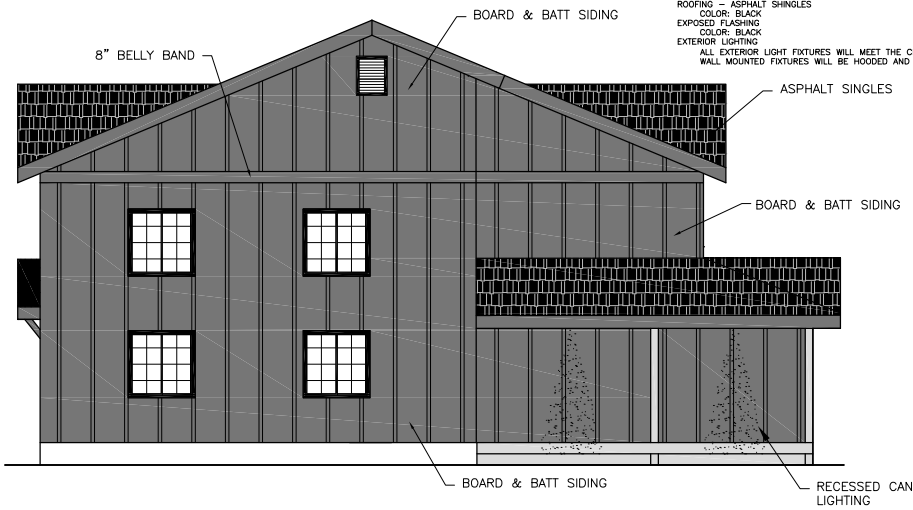 ROOFING – ASPHALT SHINGLES
COLOR: BLACK
EXPOSED FLASHING
COLOR: BLACK
EXTERIOR LIGHTING
ALL EXTERIOR LIGHT FIXTURES WILL MEET THE C
WALL MOUNTED FIXTURES WILL BE HOODED AND
BOARD & BATT SIDING
8" BELLY BAND
ASPHALT SINGLES
BOARD & BATT SIDING
BOARD & BATT SIDING
RECESSED CAN
LIGHTING